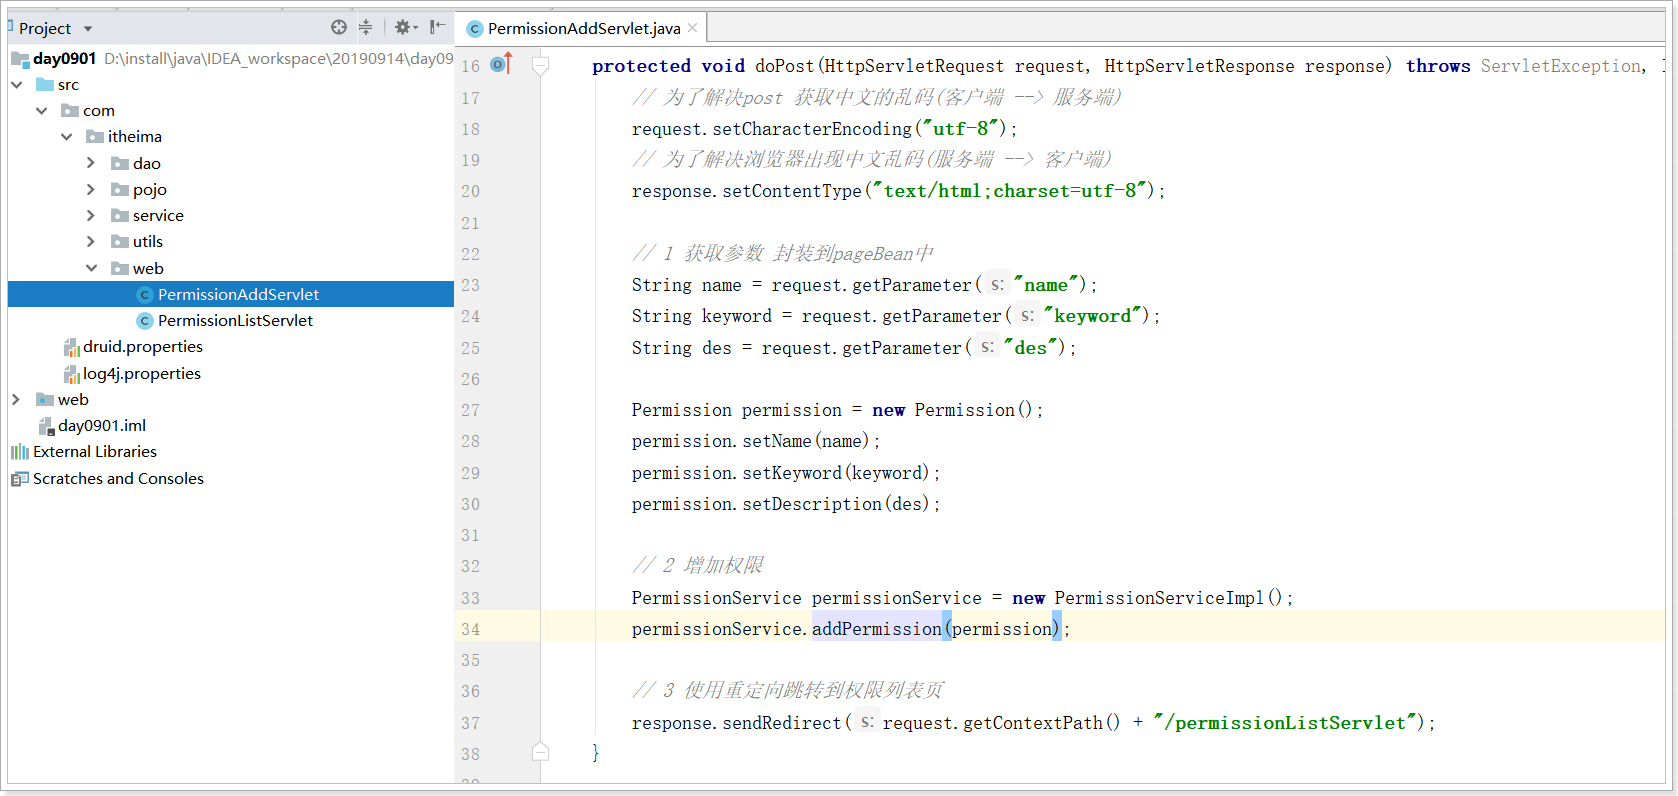 Project
day0901 D:\install\java\IDEA_workspace\20190914\day09
src
com
itheima
dao
pojo
service
utils
web
PermissionAddServlet
PermissionListServlet
druid.properties
log4j.properties
web
day0901.iml
External Libraries
Scratches and Consoles
PermissionAddServlet.java
16 protected void doPost(HttpServletRequest request, HttpServletResponse response) throws ServletException,
17 // 为了解决post 获取中文的乱码(客户端 --> 服务端)
18 request.setCharacterEncoding("utf-8");
19 // 为了解决浏览器出现中文乱码(服务端 --> 客户端)
20 response.setContentType("text/html;charset=utf-8");
21
22 // 1 获取参数 封装到pageBean中
23 String name = request.getParameter( s: "name");
24 String keyword = request.getParameter( s: "keyword");
25 String des = request.getParameter( s: "des");
26
27 Permission permission = new Permission();
28 permission.setName(name);
29 permission.setKeyword(keyword);
30 permission.setDescription(des);
31
32 // 2 增加权限
33 PermissionService permissionService = new PermissionServiceImpl();
34 permissionService.addPermission(permission);
35
36 // 3 使用重定向跳转到权限列表页
37 response.sendRedirect( s: request.getContextPath() + "/permissionListServlet");
38 }